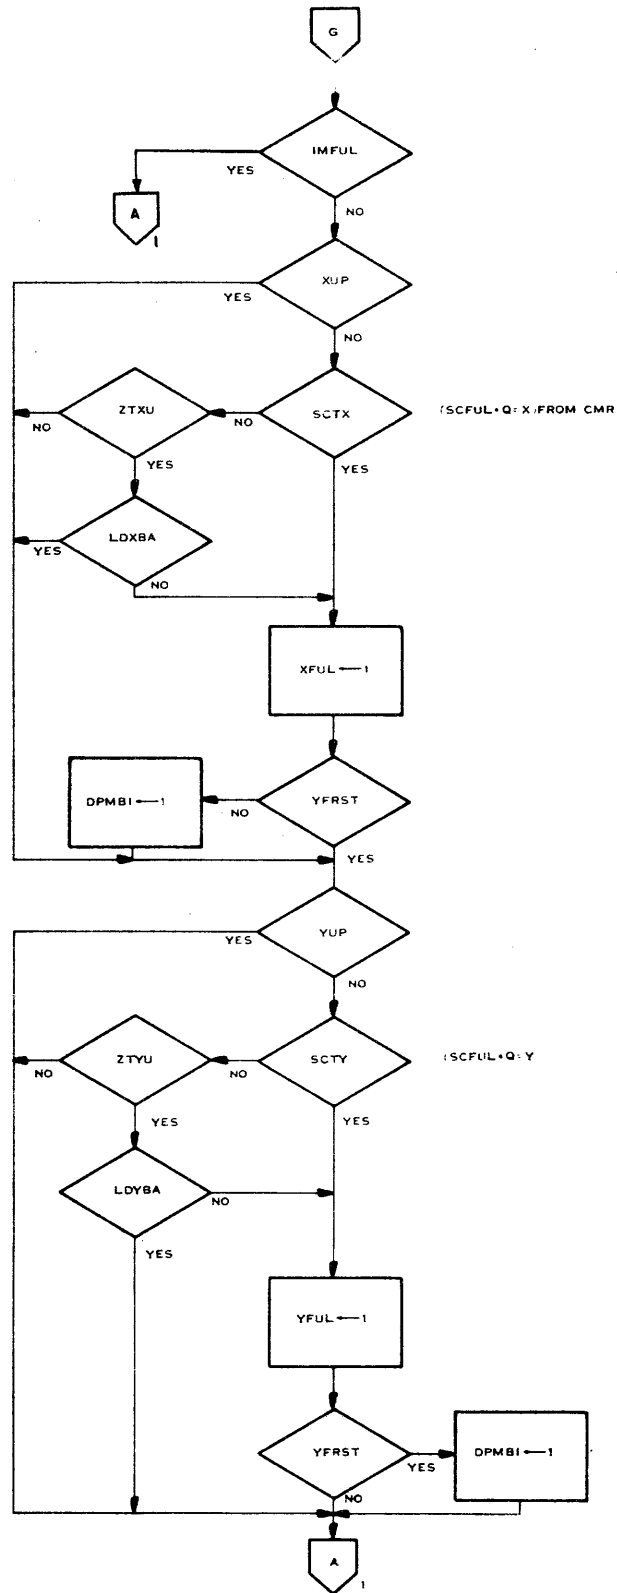 G
IMFUL
YES
A
1
NO
XUP
YES
NO
ZTXU
SCTX
(SCFUL•Q=X)FROM CMR
NO
NO
YES
YES
LDXBA
YES
NO
XFUL ← 1
DPMBI ← 1
YFRST
NO
YES
YUP
YES
NO
ZTYU
SCTY
(SCFUL•Q=Y
NO
NO
YES
YES
LDYBA
NO
YES
YFUL ← 1
YFRST
DPMBI ← 1
YES
NO
A
1